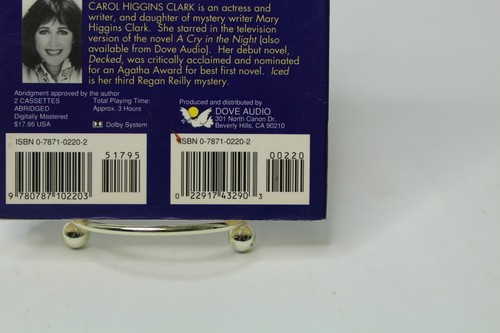 CAROL HIGGINS CLARK is an actress and
writer, and daughter of mystery writer Mary
Higgins Clark. She starred in the television
version of the novel A Cry in the Night (also
available from Dove Audio). Her debut novel,
Decked, was critically acclaimed and nominated
for an Agatha Award for best first novel. Iced
is her third Regan Reilly mystery.
Abridgment approved by the author
2 CASSETTES
ABRIDGED
Digitally Mastered
$17.95 USA
Total Playing Time:
Approx. 3 Hours
Dolby System
Produced and distributed by
DOVE AUDIO
301 North Canon Dr.
Beverly Hills, CA 90210
ISBN 0-7871-0220-2
51795
9 780787 102203
ISBN 0-7871-0220-2
00220
0 22917 43290 3